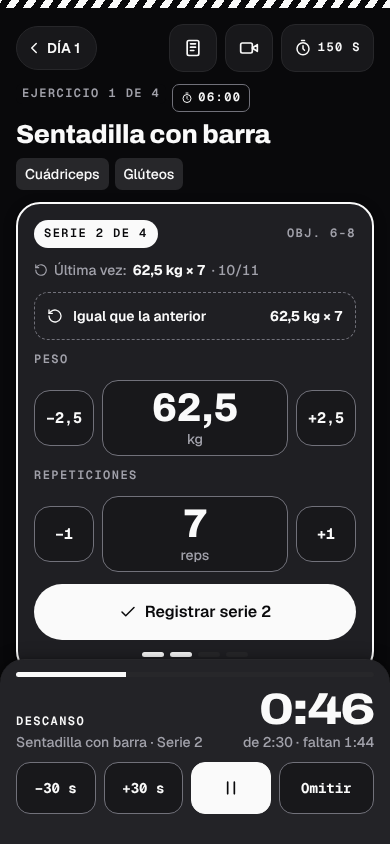 DÍA 1
150 S
EJERCICIO 1 DE 4
06:00
Sentadilla con barra
Cuádriceps
Glúteos
SERIE 2 DE 4
OBJ. 6-8
Última vez: 62,5 kg × 7 · 10/11
Igual que la anterior
62,5 kg × 7
PESO
−2,5
62,5
kg
+2,5
REPETICIONES
−1
7
reps
+1
Registrar serie 2
DESCANSO
0:46
Sentadilla con barra · Serie 2
de 2:30 · faltan 1:44
−30 s
+30 s
Omitir